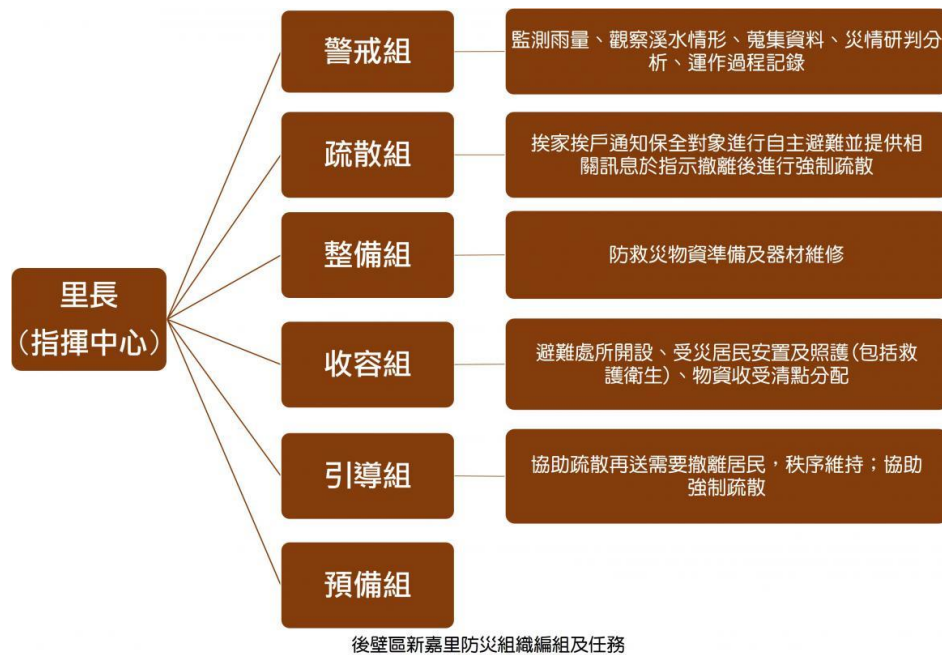 警戒組
監測雨量、觀察溪水情形、蒐集資料、災情研判分
析、運作過程記錄
疏散組
挨家挨戶通知保全對象進行自主避難並提供相
關訊息於指示撤離後進行強制疏散
整備組
防救災物資準備及器材維修
里長
(指揮中心)
收容組
避難處所開設、受災居民安置及照護(包括救
護衛生)、物資收受清點分配
引導組
協助疏散再送需要撤離居民，秩序維持；協助
強制疏散
預備組
後壁區新嘉里防災組織編組及任務